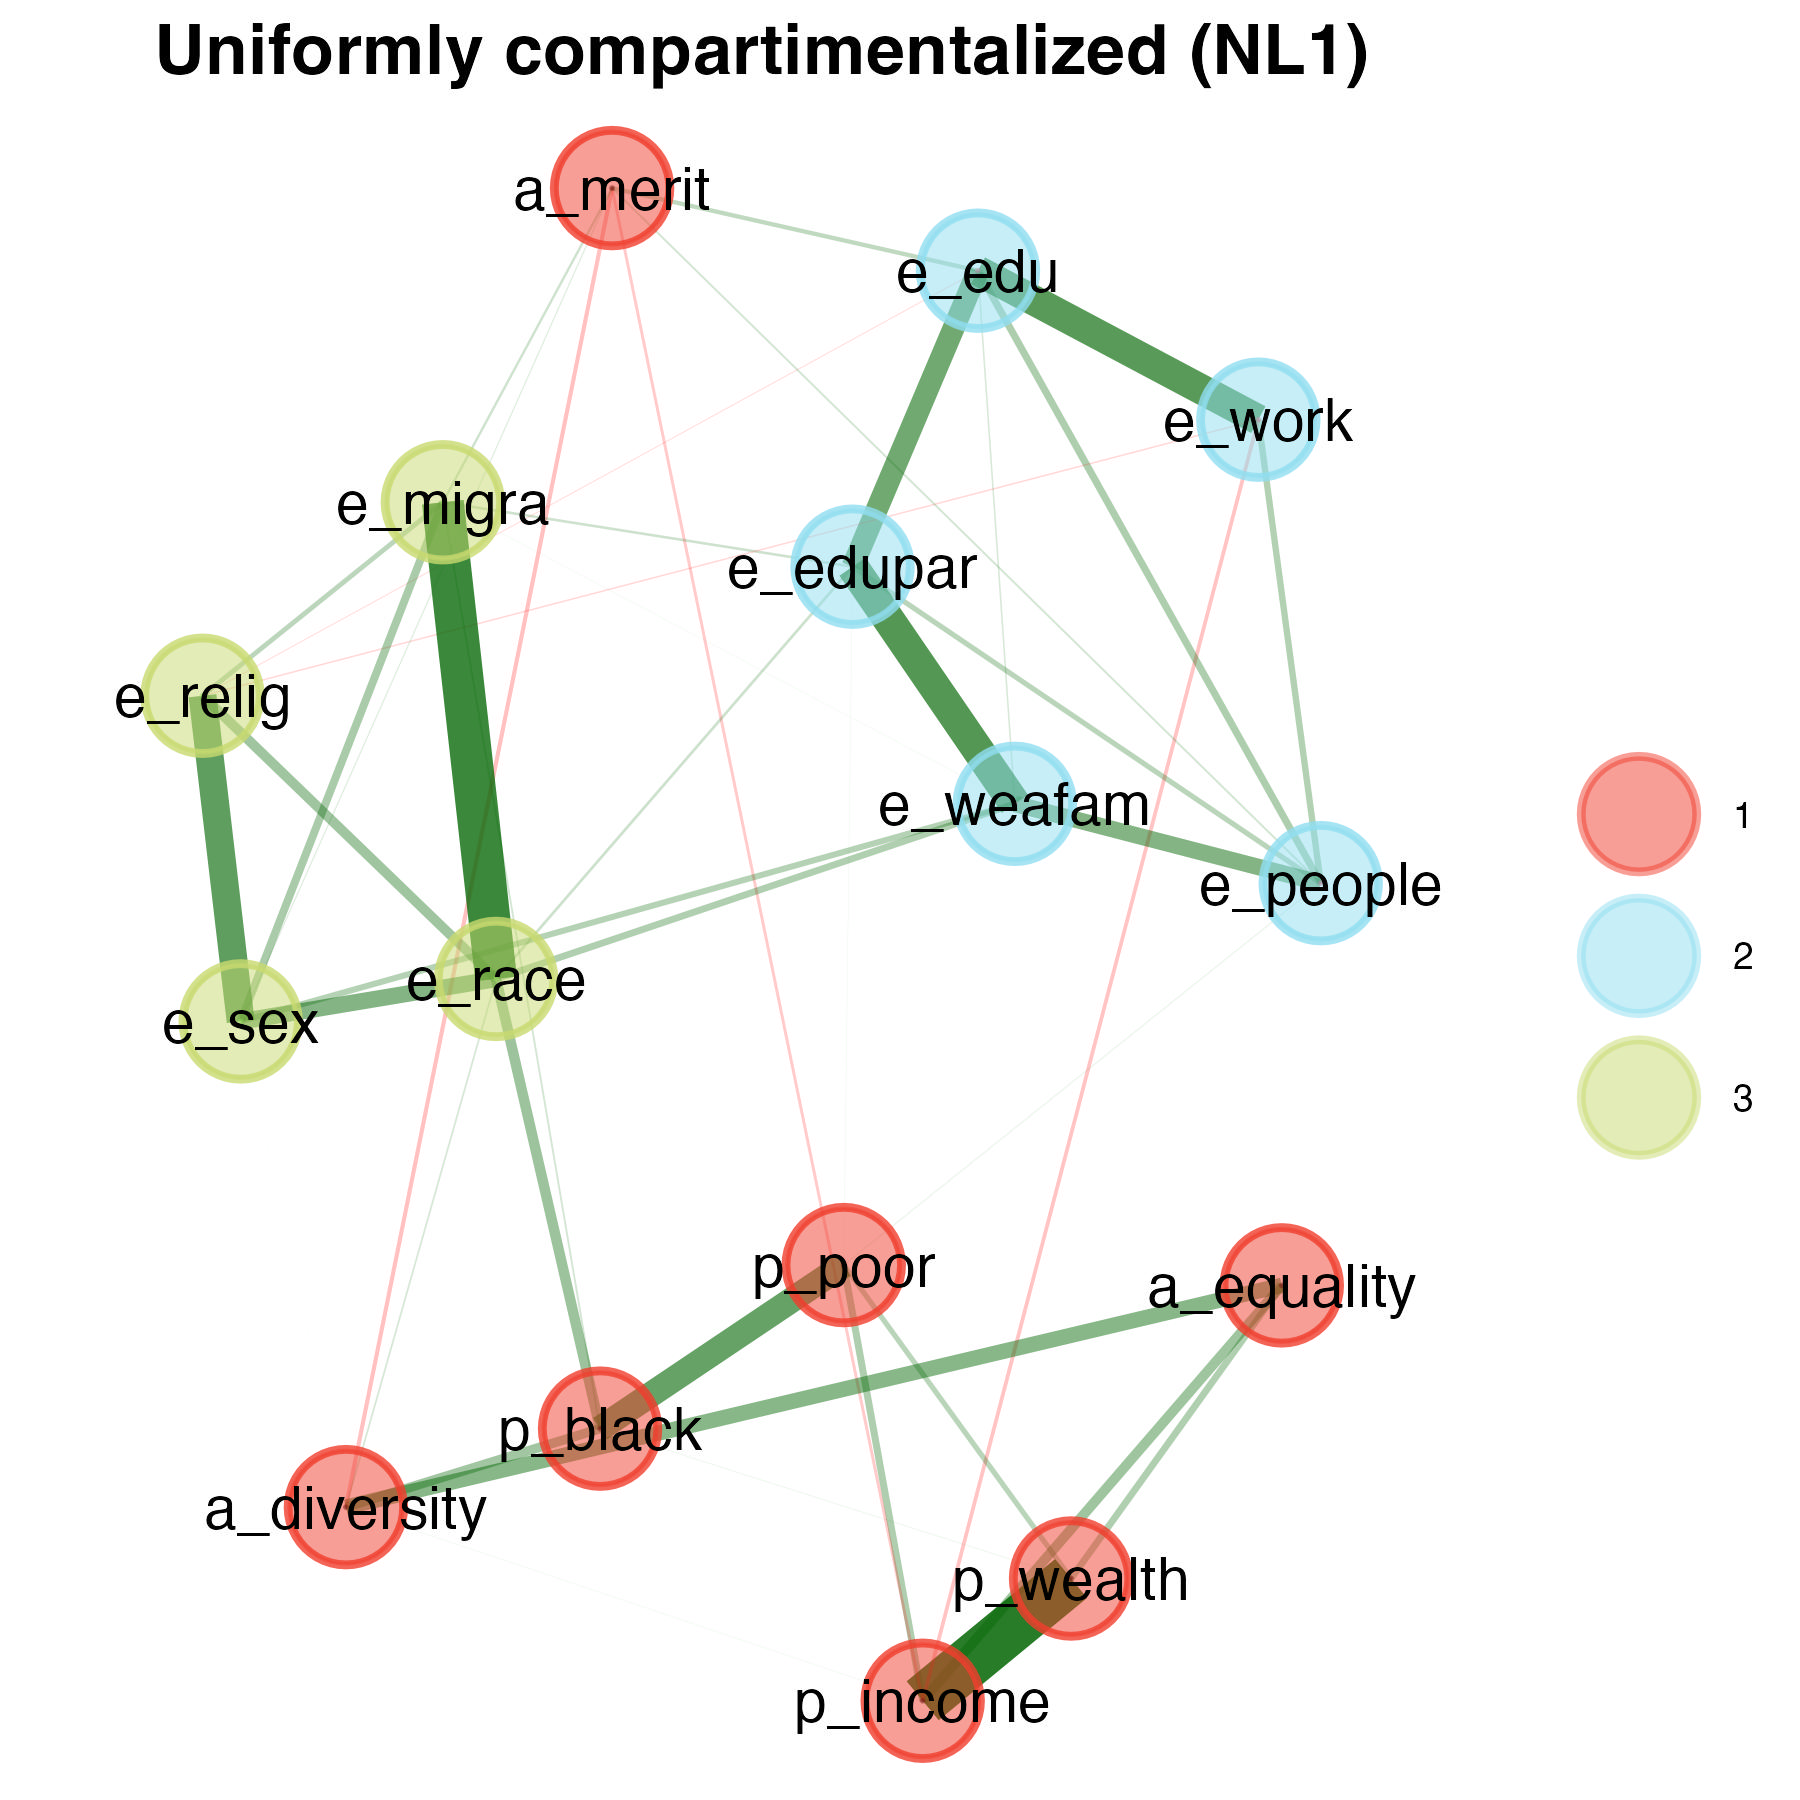 Uniformly compartimentalized (NL1)
a_merit
e_edu
e_work
e_migra
e_edupar
e_relig
e_weafam
1
e_people
2
e_race
e_sex
3
p_poor
a_equality
p_black
a_diversity
p_wealth
p_income